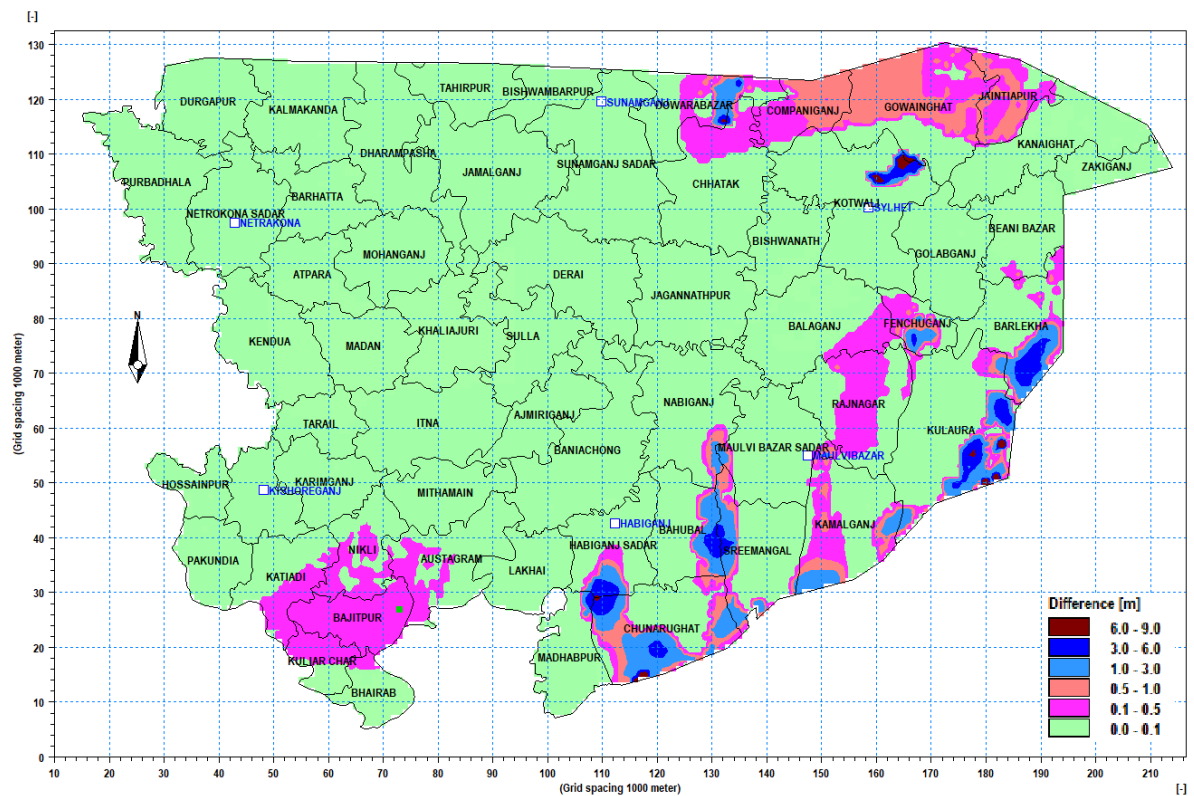 [-]
130
120
110
100
90
80
70
60
50
40
30
20
10
0
(Grid spacing 1000 meter)
TAHIRPUR
BISHWAMBARPUR
DURGAPUR
KALMAKANDA
SUNAMGANJ
DOWARABAZAR
COMPANIGANJ
GOWAINGHAT
JAINTIAPUR
KANAIGHAT
ZAKIGANJ
DHARAMPASHA
SUNAMGANJ SADAR
JAMALGANJ
CHHATAK
PURBADHALA
BARHATTA
NETROKONA SADAR
NETRAKONA
KOTWALI
SYLHET
BEANI BAZAR
BISHWANATH
MOHANGANJ
GOLABGANJ
ATPARA
DERAI
JAGANNATHPUR
N
KHALIAJURI
SULLA
BALAGANJ
FENCHUGANJ
BARLEKHA
KENDUA
MADAN
TARAIL
ITNA
AJMIRIGANJ
NABIGANJ
RAJNAGAR
KULAURA
BANIACHONG
MAULVI BAZAR SADAR
MAULVIBAZAR
HOSSAINPUR
KARIMGANJ
KYSHOREGANJ
MITHAMAIN
HABIGANJ
BAHUBAL
KAMALGANJ
NIKLI
AUSTAGRAM
HABIGANJ SADAR
SREEMANGAL
PAKUNDIA
KATIADI
LAKHAI
BAJITPUR
CHUNARUGHAT
KULIAR CHAR
MADHABPUR
BHAIRAB
Difference [m]
6.0 - 9.0
3.0 - 6.0
1.0 - 3.0
0.5 - 1.0
0.1 - 0.5
0.0 - 0.1
10 20 30 40 50 60 70 80 90 100 110 120 130 140 150 160 170 180 190 200 210
(Grid spacing 1000 meter)
[-]